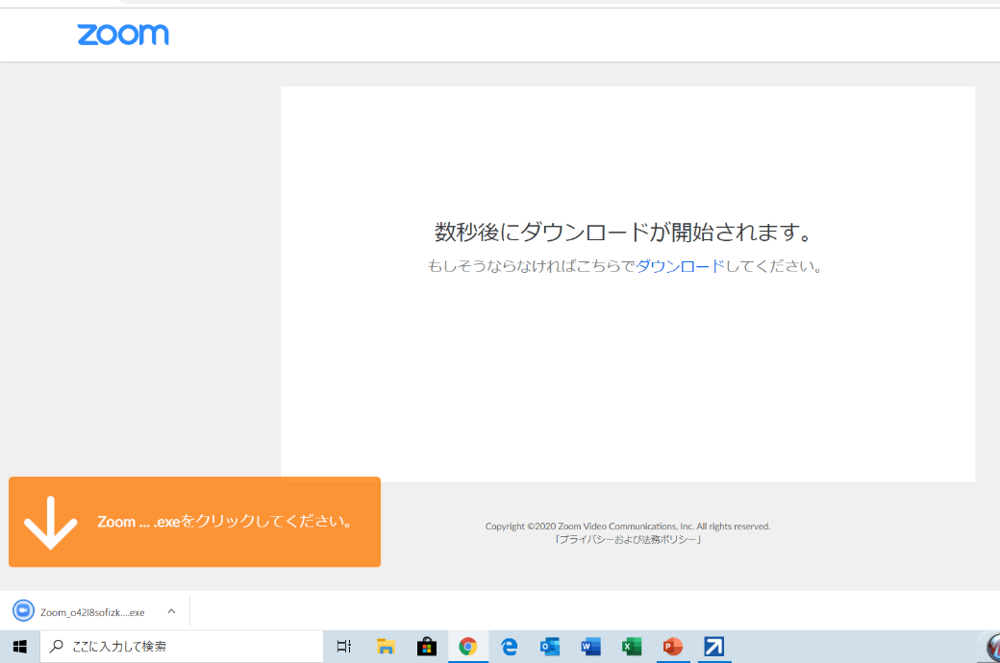 zoom
数秒後にダウンロードが開始されます。
もしそうならなければこちらでダウンロードしてください。
Zoom ... .exeをクリックしてください。
Copyright ©2020 Zoom Video Communications, Inc. All rights reserved.
「プライバシーおよび法務ポリシー」
Zoom_o42l8sofizk....exe
ここに入力して検索